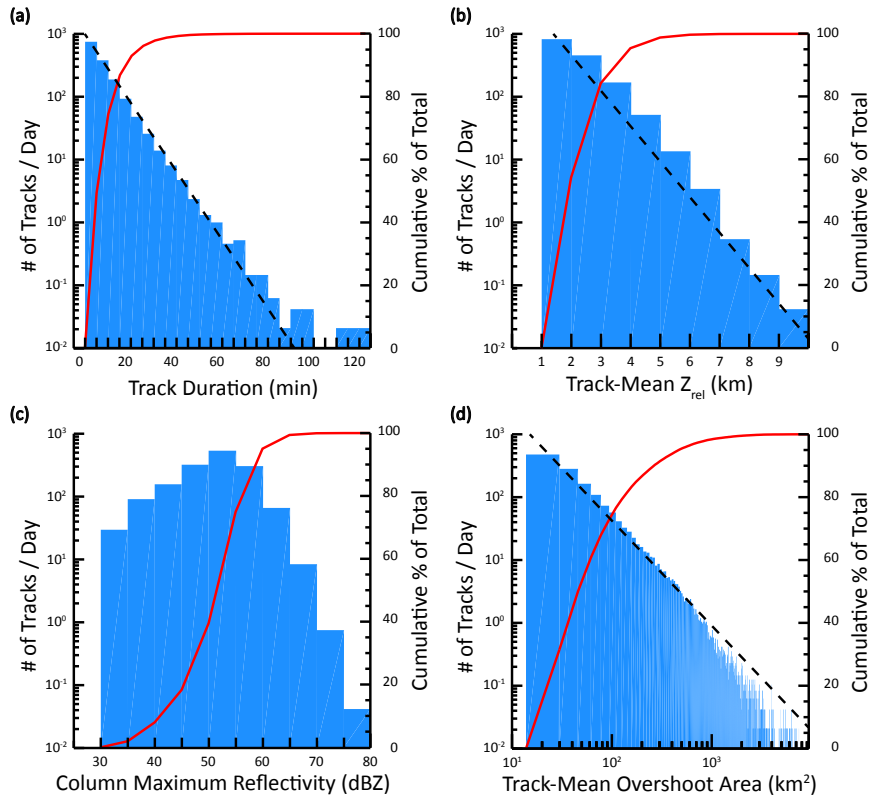 (a)
10³
10²
10¹
10⁰
10⁻¹
10⁻²
# of Tracks / Day
0 20 40 60 80 100 120
Track Duration (min)
100
80
60
40
20
0
Cumulative % of Total
(b)
10³
10²
10¹
10⁰
10⁻¹
10⁻²
# of Tracks / Day
1 2 3 4 5 6 7 8 9
Track-Mean Z_rel (km)
100
80
60
40
20
0
Cumulative % of Total
(c)
10³
10²
10¹
10⁰
10⁻¹
10⁻²
# of Tracks / Day
30 40 50 60 70 80
Column Maximum Reflectivity (dBZ)
100
80
60
40
20
0
Cumulative % of Total
(d)
10³
10²
10¹
10⁰
10⁻¹
10⁻²
# of Tracks / Day
10¹ 10² 10³
Track-Mean Overshoot Area (km²)
100
80
60
40
20
0
Cumulative % of Total